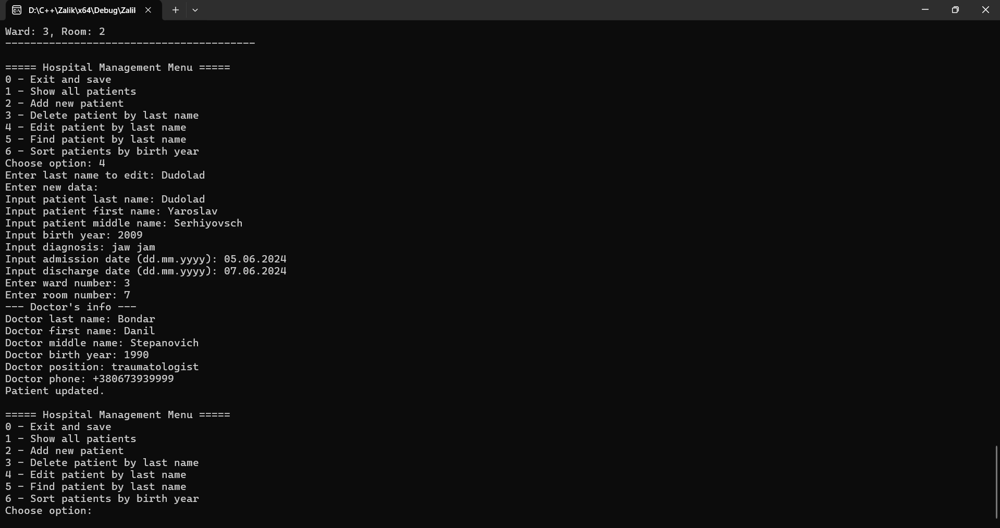 D:\C++\Zalik\x64\Debug\Zali
Ward: 3, Room: 2
----------------------------------------
===== Hospital Management Menu =====
0 - Exit and save
1 - Show all patients
2 - Add new patient
3 - Delete patient by last name
4 - Edit patient by last name
5 - Find patient by last name
6 - Sort patients by birth year
Choose option: 4
Enter last name to edit: Dudolad
Enter new data:
Input patient last name: Dudolad
Input patient first name: Yaroslav
Input patient middle name: Serhiyovsch
Input birth year: 2009
Input diagnosis: jaw jam
Input admission date (dd.mm.yyyy): 05.06.2024
Input discharge date (dd.mm.yyyy): 07.06.2024
Enter ward number: 3
Enter room number: 7
--- Doctor's info ---
Doctor last name: Bondar
Doctor first name: Danil
Doctor middle name: Stepanovich
Doctor birth year: 1990
Doctor position: traumatologist
Doctor phone: +380673939999
Patient updated.
===== Hospital Management Menu =====
0 - Exit and save
1 - Show all patients
2 - Add new patient
3 - Delete patient by last name
4 - Edit patient by last name
5 - Find patient by last name
6 - Sort patients by birth year
Choose option: